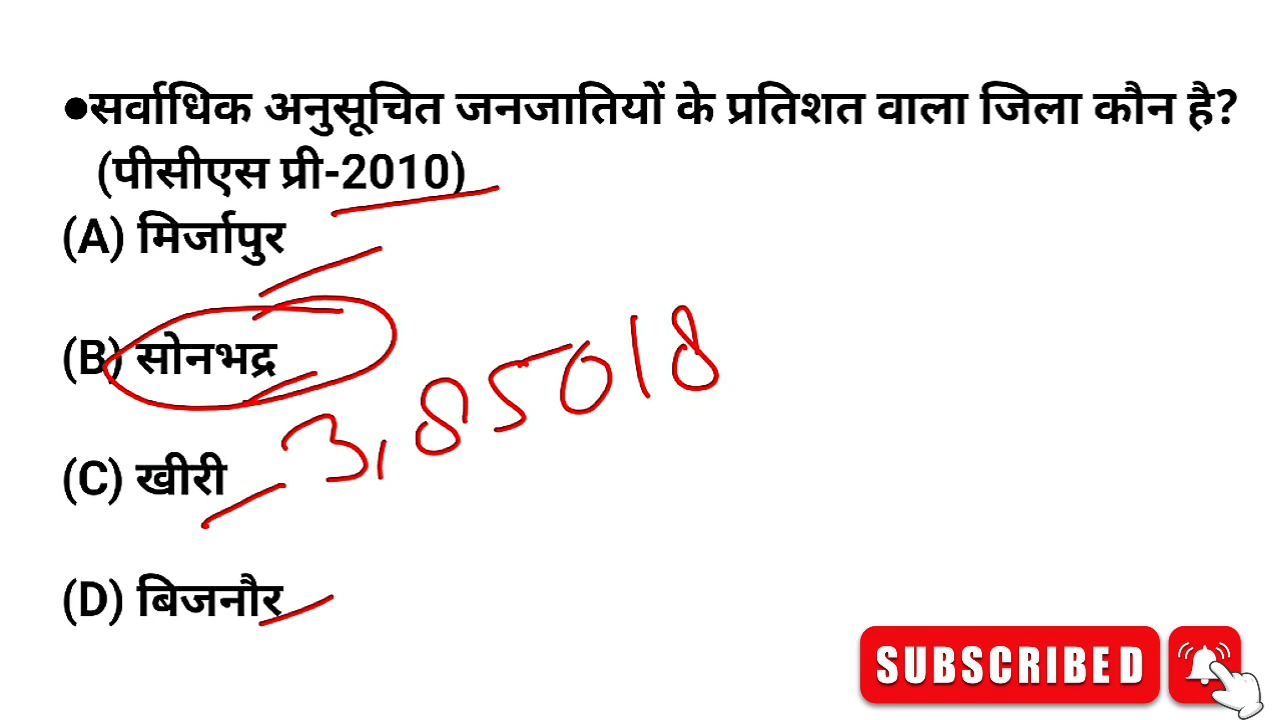 ●सर्वाधिक अनुसूचित जनजातियों के प्रतिशत वाला जिला कौन है?
(पीसीएस प्री-2010)
(A) मिर्जापुर
(B) सोनभद्र
3,85018
(C) खीरी
(D) बिजनौर
SUBSCRIBED